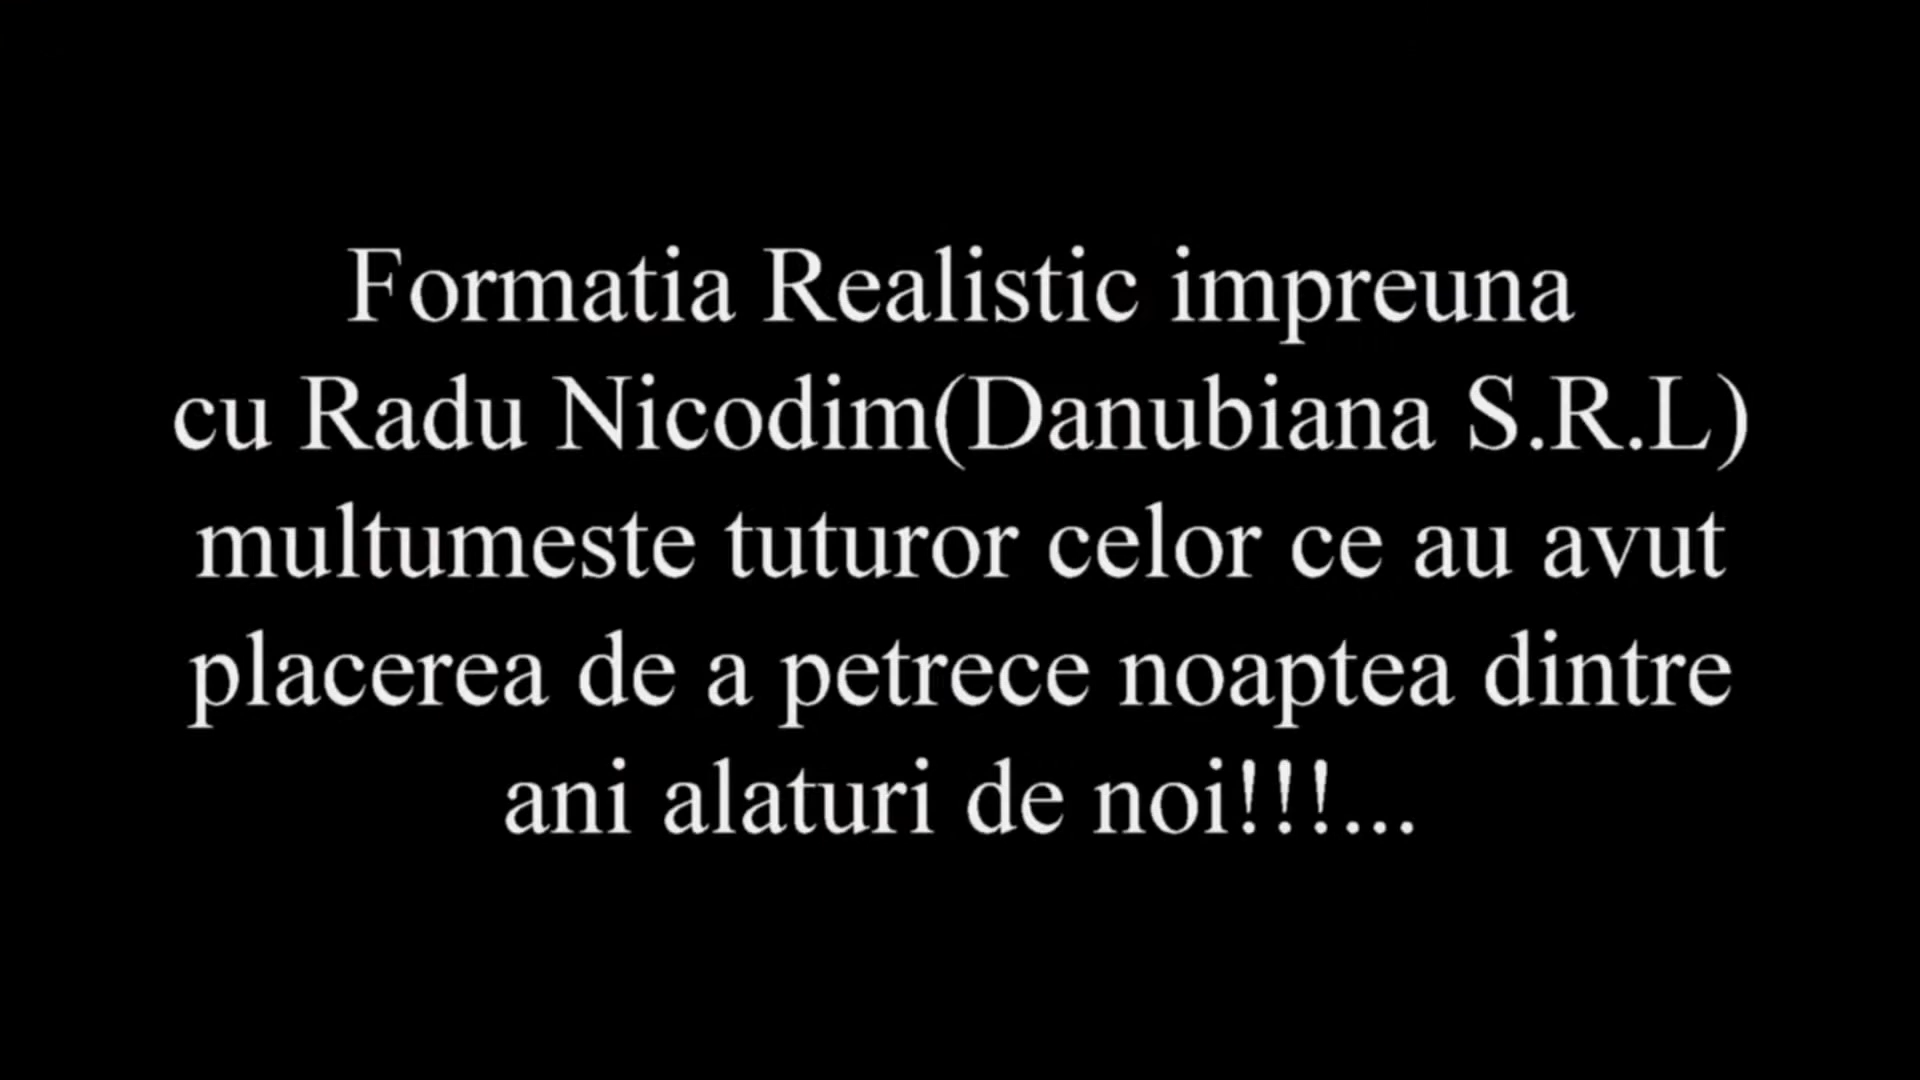 Formatia Realistic impreuna
cu Radu Nicodim(Danubiana S.R.L)
multumeste tuturor celor ce au avut
placerea de a petrece noaptea dintre
ani alaturi de noi!!!...